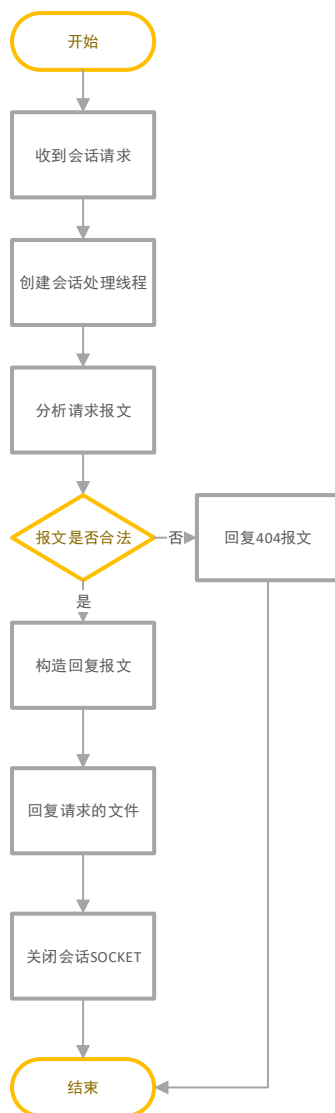 开始
收到会话请求
创建会话处理线程
分析请求报文
报文是否合法
否
回复404报文
是
构造回复报文
回复请求的文件
关闭会话SOCKET
结束